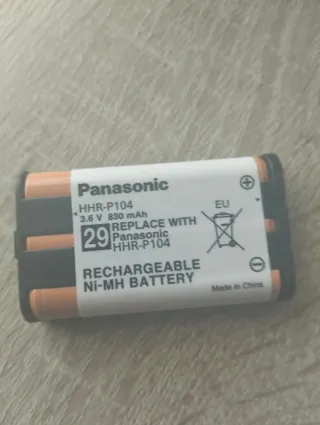 Panasonic
HHR-P104
3.6 V 830 mAh
29 REPLACE WITH
Panasonic
HHR-P104
EU
RECHARGEABLE
Ni-MH BATTERY
Made in China